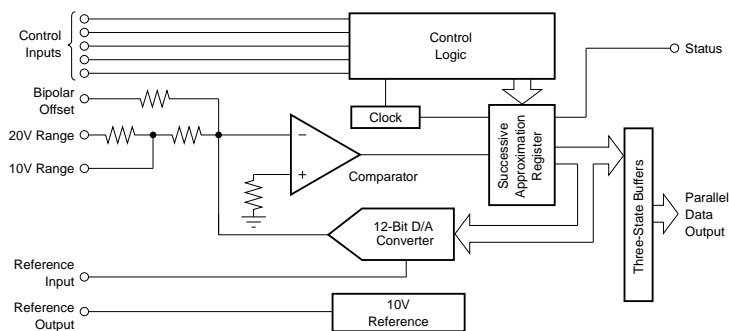 Control
Inputs
Control
Logic
Status
Bipolar
Offset
Clock
20V Range
10V Range
−
+
Comparator
Successive
Approximation
Register
Three-State Buffers
Parallel
Data
Output
12-Bit D/A
Converter
Reference
Input
Reference
Output
10V
Reference